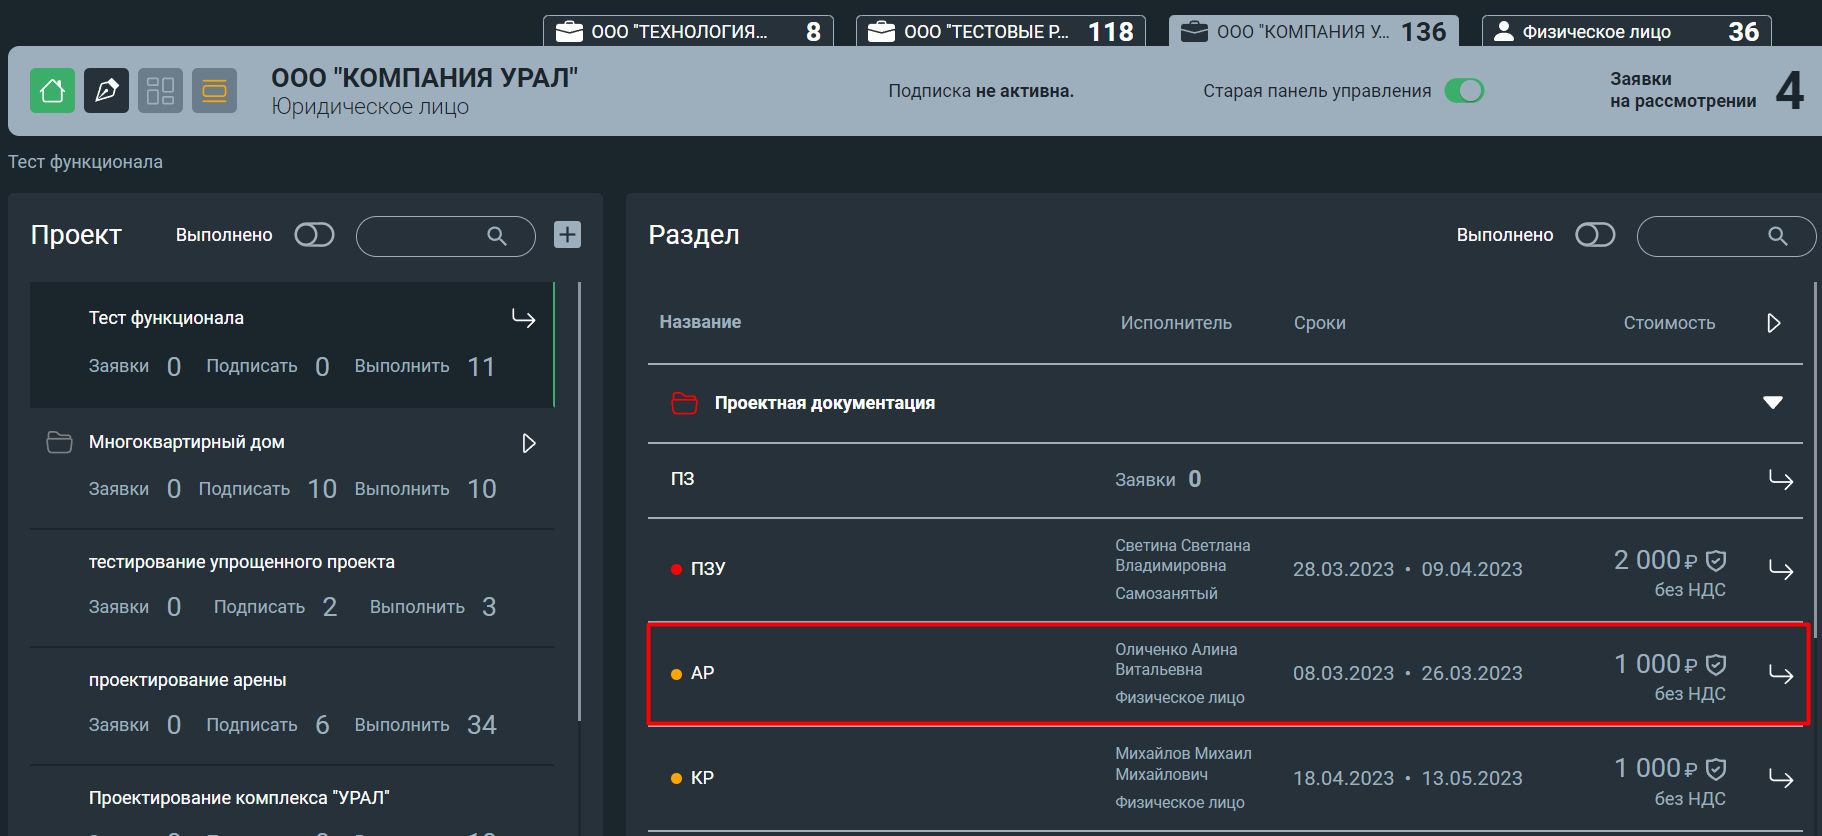 ООО "ТЕХНОЛОГИЯ... 8
ООО "ТЕСТОВЫЕ Р... 118
ООО "КОМПАНИЯ У... 136
Физическое лицо 36
ООО "КОМПАНИЯ УРАЛ"
Юридическое лицо
Подписка не активна.
Старая панель управления
Заявки
на рассмотрении
4
Тест функционала
Проект
Выполнено
Тест функционала
Заявки 0 Подписать 0 Выполнить 11
Многоквартирный дом
Заявки 0 Подписать 10 Выполнить 10
тестирование упрощенного проекта
Заявки 0 Подписать 2 Выполнить 3
проектирование арены
Заявки 0 Подписать 6 Выполнить 34
Проектирование комплекса "УРАЛ"
Раздел
Выполнено
Название Исполнитель Сроки Стоимость
Проектная документация
ПЗ Заявки 0
ПЗУ
Светина Светлана
Владимировна
Самозанятый
28.03.2023 • 09.04.2023
2 000 ₽
без НДС
АР
Оличенко Алина
Витальевна
Физическое лицо
08.03.2023 • 26.03.2023
1 000 ₽
без НДС
КР
Михайлов Михаил
Михайлович
Физическое лицо
18.04.2023 • 13.05.2023
1 000 ₽
без НДС